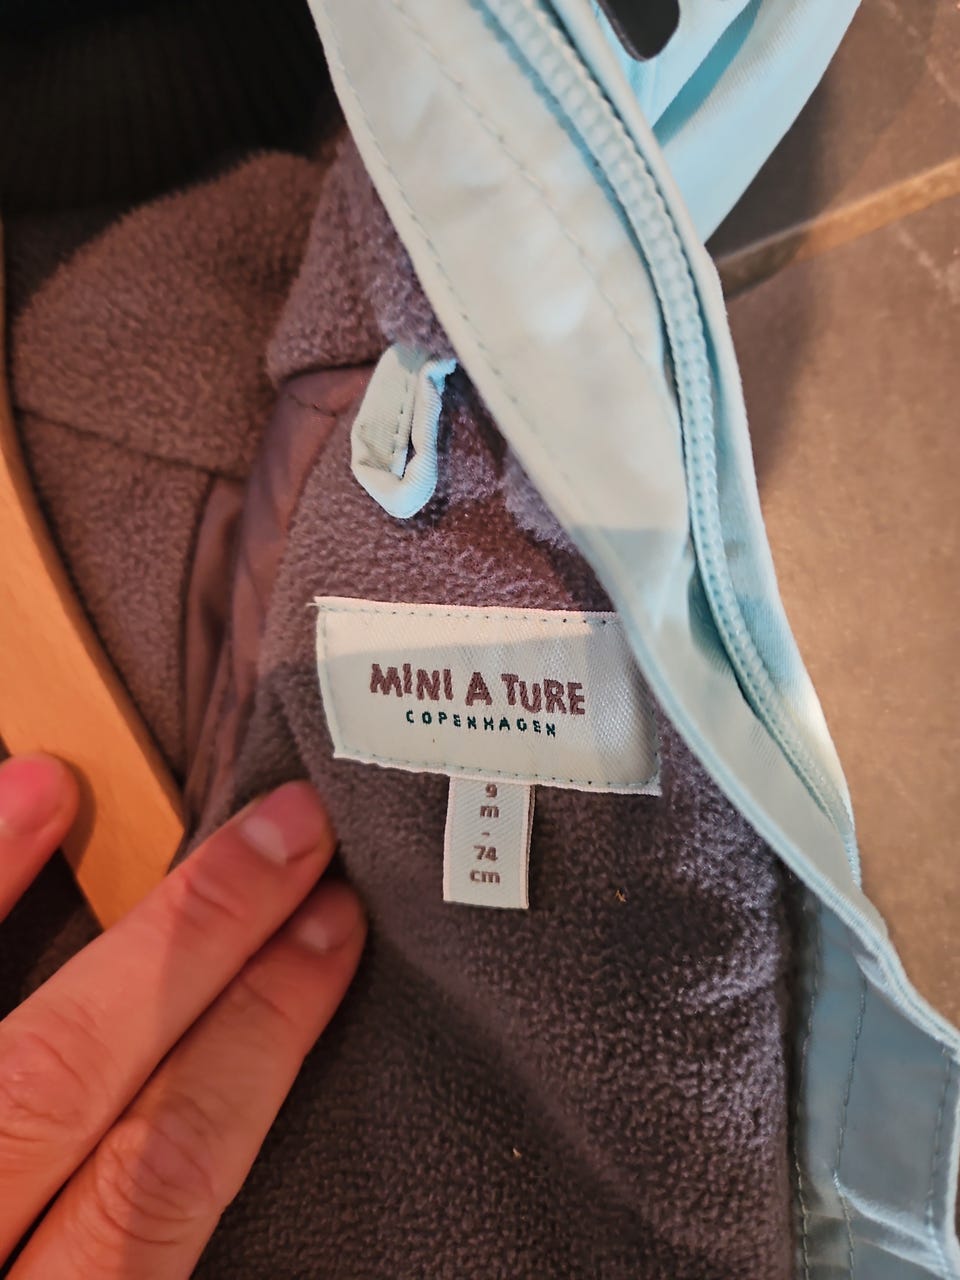 MINI A TURE
COPENHAGEN
9
m
-
74
cm